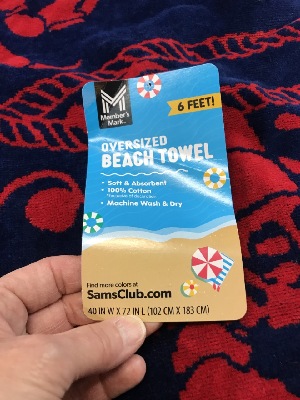 Member's
Mark
6 FEET!
OVERSIZED
BEACH TOWEL
• Soft & Absorbent
• 100% Cotton
• Machine Wash & Dry
Find more colors at
SamsClub.com
40 IN W X 72 IN L (102 CM X 183 CM)